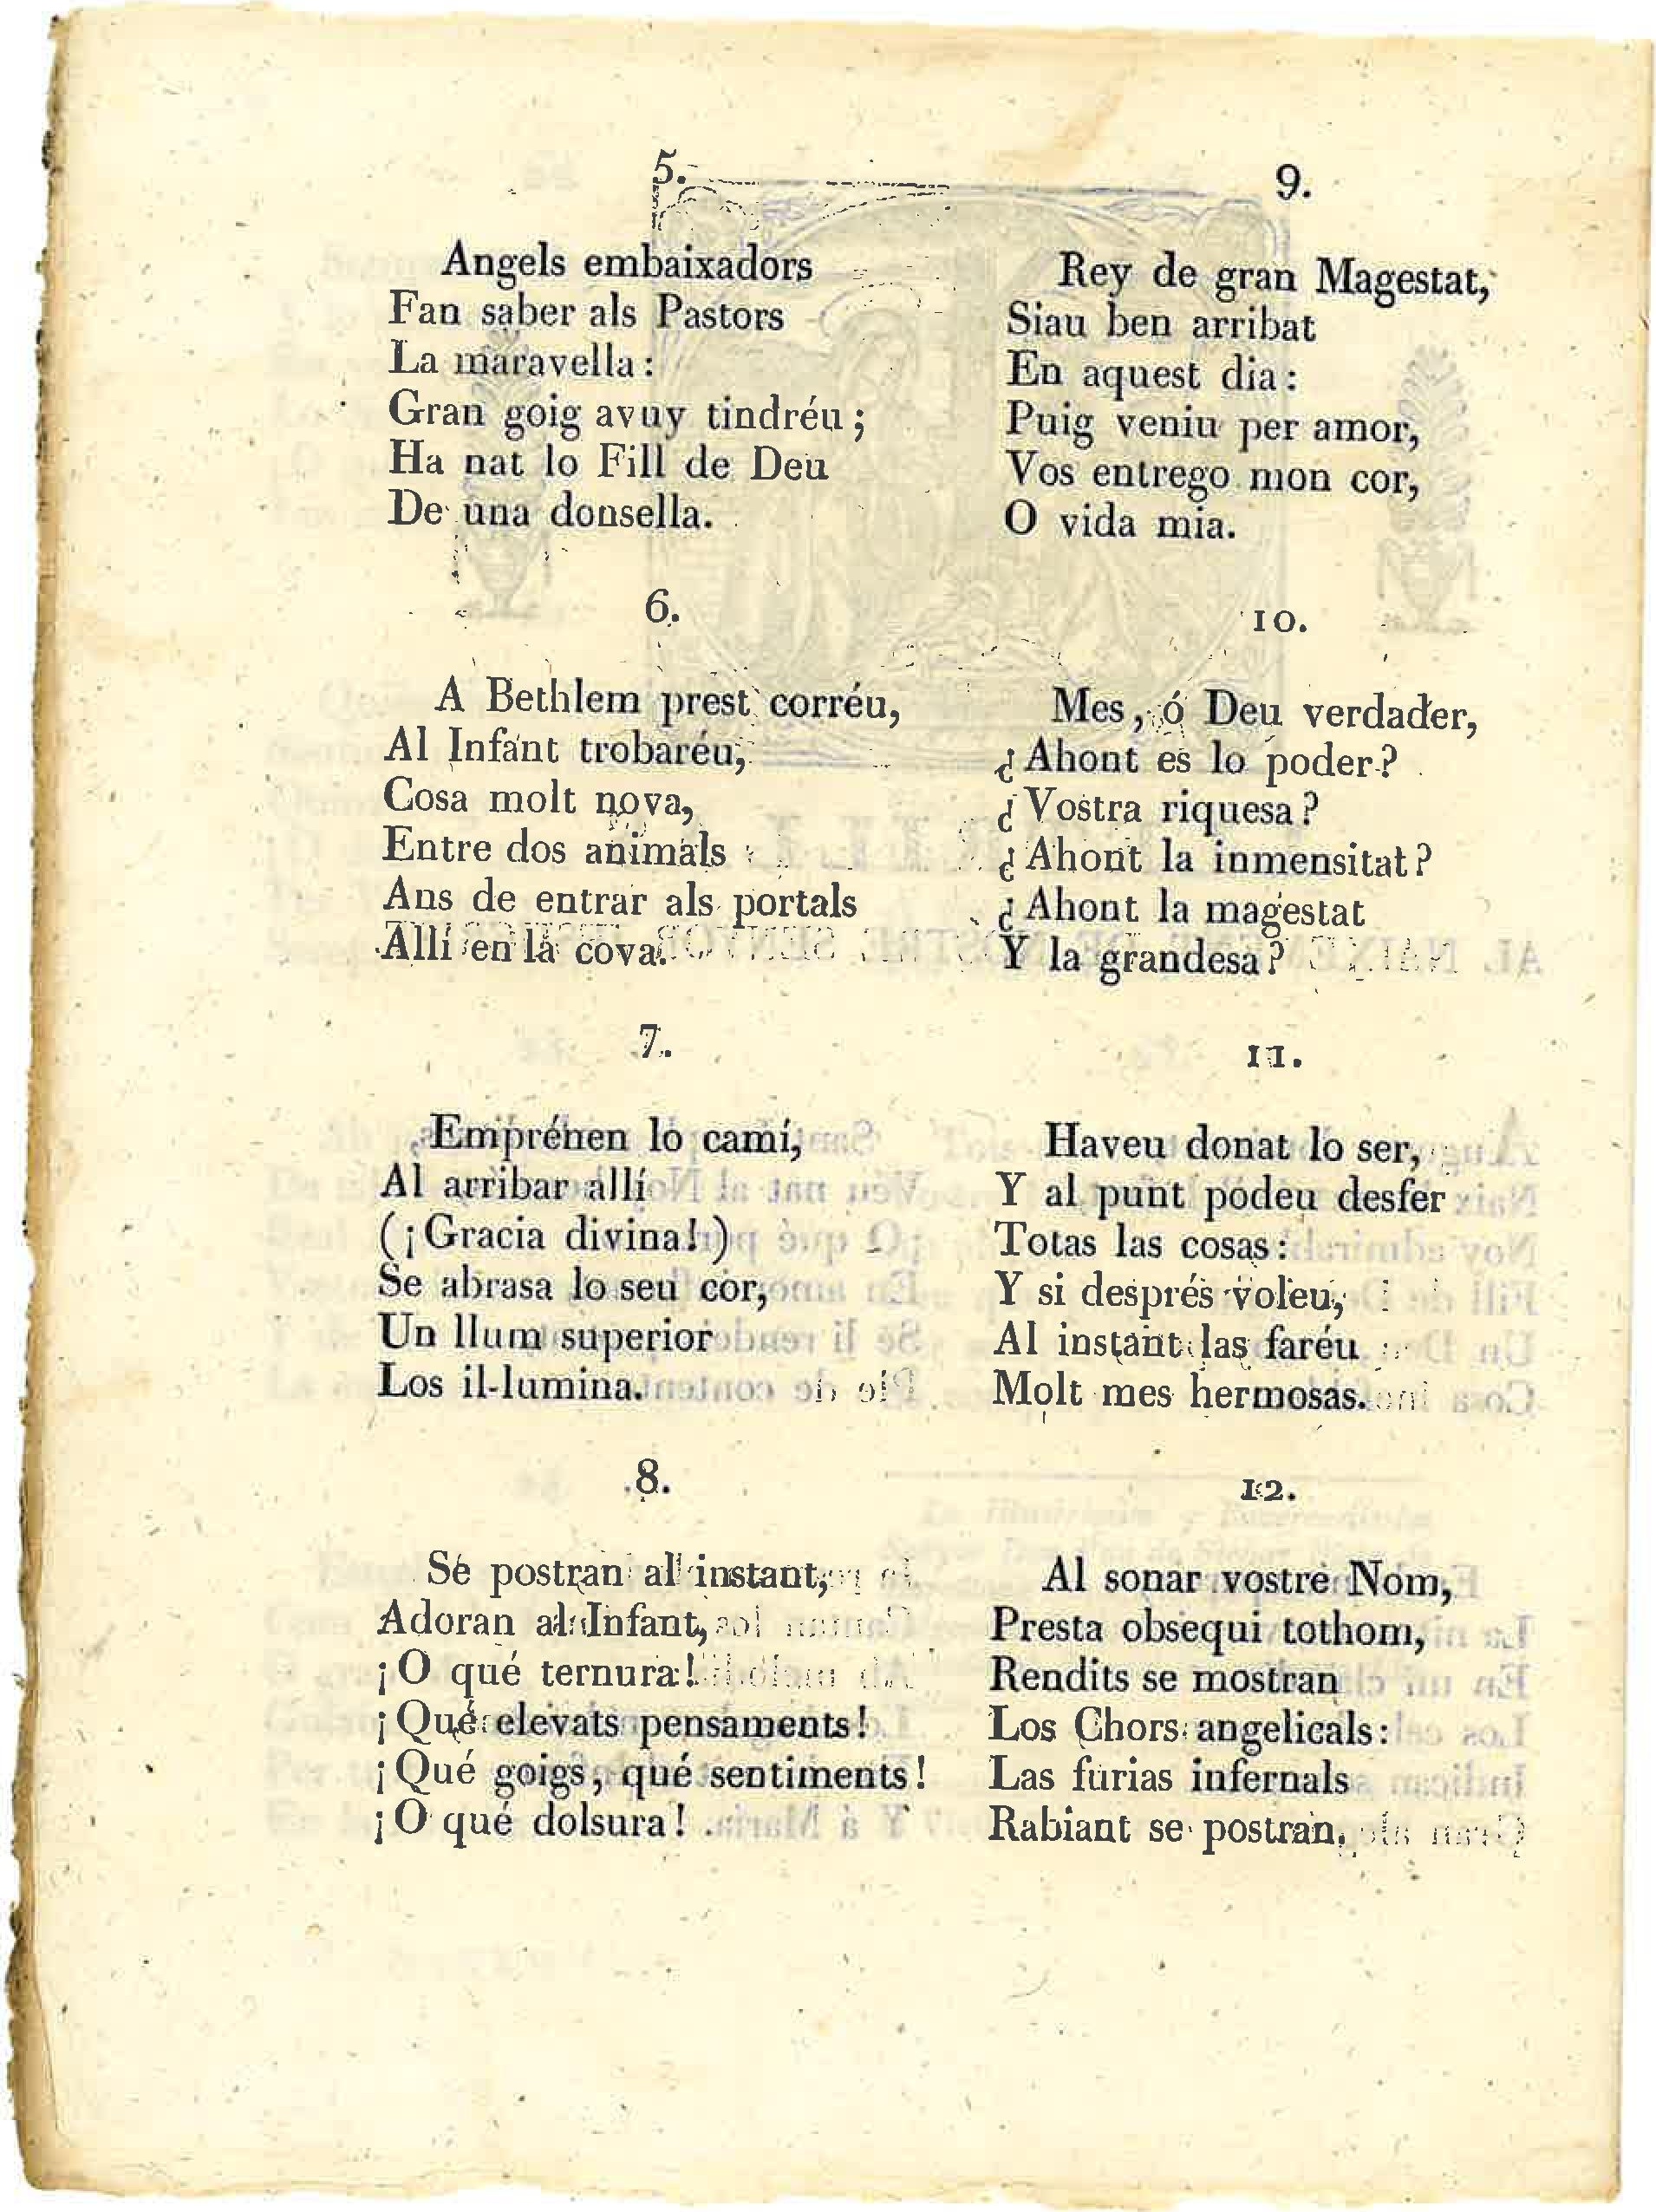 5.
Angels embaixadors
Fan saber als Pastors
La maravella:
Gran goig avuy tindréu;
Ha nat lo Fill de Deu
De una donsella.
6.
A Bethlem prest corréu,
Al Infant trobaréu,
Cosa molt nova,
Entre dos animals
Ans de entrar als portals
Allí en la cova.
7.
Empréhen lo camí,
Al arribar allí
(¡Gracia divina!)
Se abrasa lo seu cor,
Un llum superior
Los il-lumina.
8.
Se postran al instant,
Adoran al Infant,
¡O qué ternura!
¡Qué elevats pensaments!
¡Qué goigs, qué sentiments!
¡O qué dolsura!
9.
Rey de gran Magestat,
Siau ben arribat
En aquest dia:
Puig veniu per amor,
Vos entrego mon cor,
O vida mia.
10.
Mes, ó Deu verdader,
¿Ahont es lo poder?
¿Vostra riquesa?
¿Ahont la inmensitat?
¿Ahont la magestat
Y la grandesa?
11.
Haveu donat lo ser,
Y al punt podeu desfer
Totas las cosas:
Y si després voleu,
Al instant las faréu
Molt mes hermosas.
12.
Al sonar vostre Nom,
Presta obsequi tothom,
Rendits se mostran
Los Chors angelicals:
Las furias infernals
Rabiant se postran.